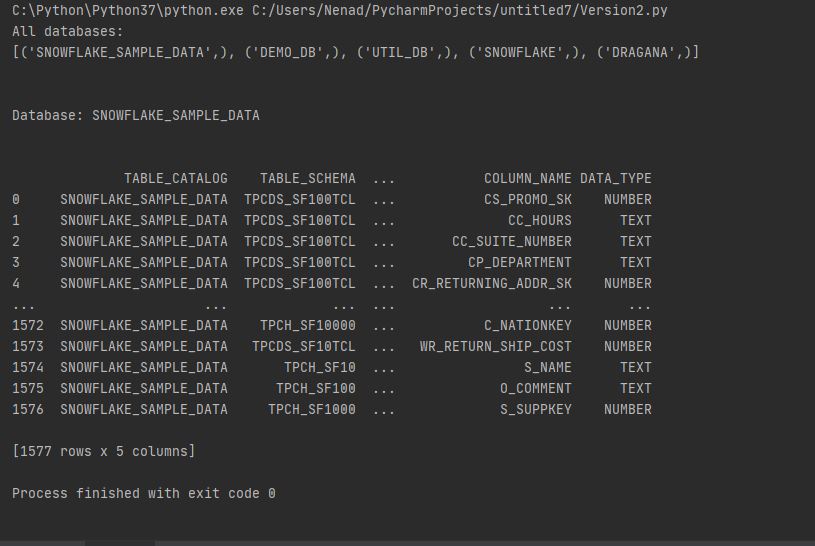 C:\Python\Python37\python.exe C:/Users/Nenad/PycharmProjects/untitled7/Version2.py
All databases:
[('SNOWFLAKE_SAMPLE_DATA',), ('DEMO_DB',), ('UTIL_DB',), ('SNOWFLAKE',), ('DRAGANA',)]
Database: SNOWFLAKE_SAMPLE_DATA
TABLE_CATALOG TABLE_SCHEMA ... COLUMN_NAME DATA_TYPE
0 SNOWFLAKE_SAMPLE_DATA TPCDS_SF100TCL ... CS_PROMO_SK NUMBER
1 SNOWFLAKE_SAMPLE_DATA TPCDS_SF100TCL ... CC_HOURS TEXT
2 SNOWFLAKE_SAMPLE_DATA TPCDS_SF100TCL ... CC_SUITE_NUMBER TEXT
3 SNOWFLAKE_SAMPLE_DATA TPCDS_SF100TCL ... CP_DEPARTMENT TEXT
4 SNOWFLAKE_SAMPLE_DATA TPCDS_SF100TCL ... CR_RETURNING_ADDR_SK NUMBER
... ... ... ... ... ...
1572 SNOWFLAKE_SAMPLE_DATA TPCH_SF10000 ... C_NATIONKEY NUMBER
1573 SNOWFLAKE_SAMPLE_DATA TPCDS_SF10TCL ... WR_RETURN_SHIP_COST NUMBER
1574 SNOWFLAKE_SAMPLE_DATA TPCH_SF10 ... S_NAME TEXT
1575 SNOWFLAKE_SAMPLE_DATA TPCH_SF100 ... O_COMMENT TEXT
1576 SNOWFLAKE_SAMPLE_DATA TPCH_SF1000 ... S_SUPPKEY NUMBER
[1577 rows x 5 columns]
Process finished with exit code 0